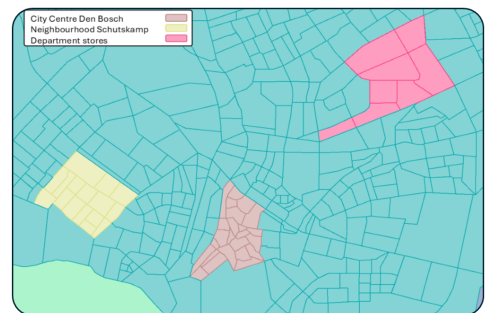 City Centre Den Bosch
Neighbourhood Schutskamp
Department stores